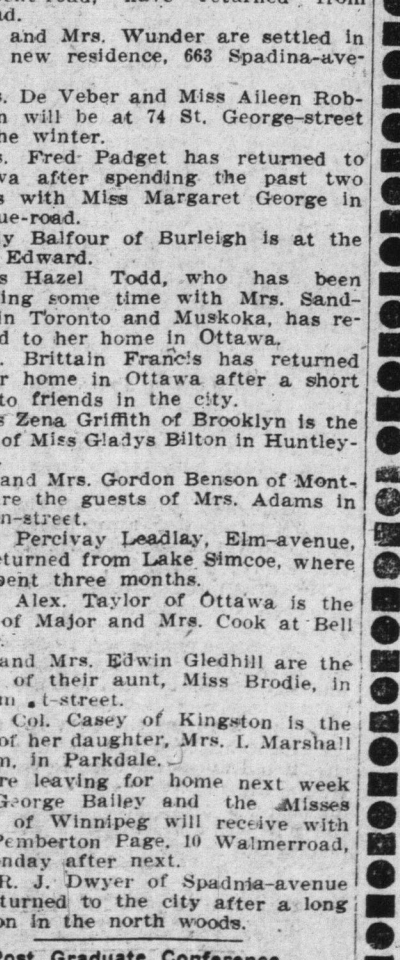 ad.
and Mrs. Wunder are settled in
new residence, 663 Spadina-ave-
s. De Veber and Miss Aileen Rob-
n will be at 74 St. George-street
he winter.
s. Fred Padget has returned to
wa after spending the past two
s with Miss Margaret George in
ue-road.
y Balfour of Burleigh is at the
Edward.
s Hazel Todd, who has been
ing some time with Mrs. Sand-
in Toronto and Muskoka, has re-
d to her home in Ottawa.
. Brittain Francis has returned
r home in Ottawa after a short
to friends in the city.
s Zena Griffith of Brooklyn is the
of Miss Gladys Bilton in Huntley-
and Mrs. Gordon Benson of Mont-
re the guests of Mrs. Adams in
n-street.
Percivay Leadlay, Elm-avenue,
eturned from Lake Simcoe, where
pent three months.
Alex. Taylor of Ottawa is the
of Major and Mrs. Cook at Bell
and Mrs. Edwin Gledhill are the
of their aunt, Miss Brodie, in
t-street.
Col. Casey of Kingston is the
of her daughter, Mrs. I. Marshall
n, in Parkdale.
re leaving for home next week
George Bailey and the Misses
of Winnipeg will receive with
Pemberton Page, 10 Walmerroad,
nday after next.
R. J. Dwyer of Spadnia-avenue
turned to the city after a long
on in the north woods.
Post Graduate Conference